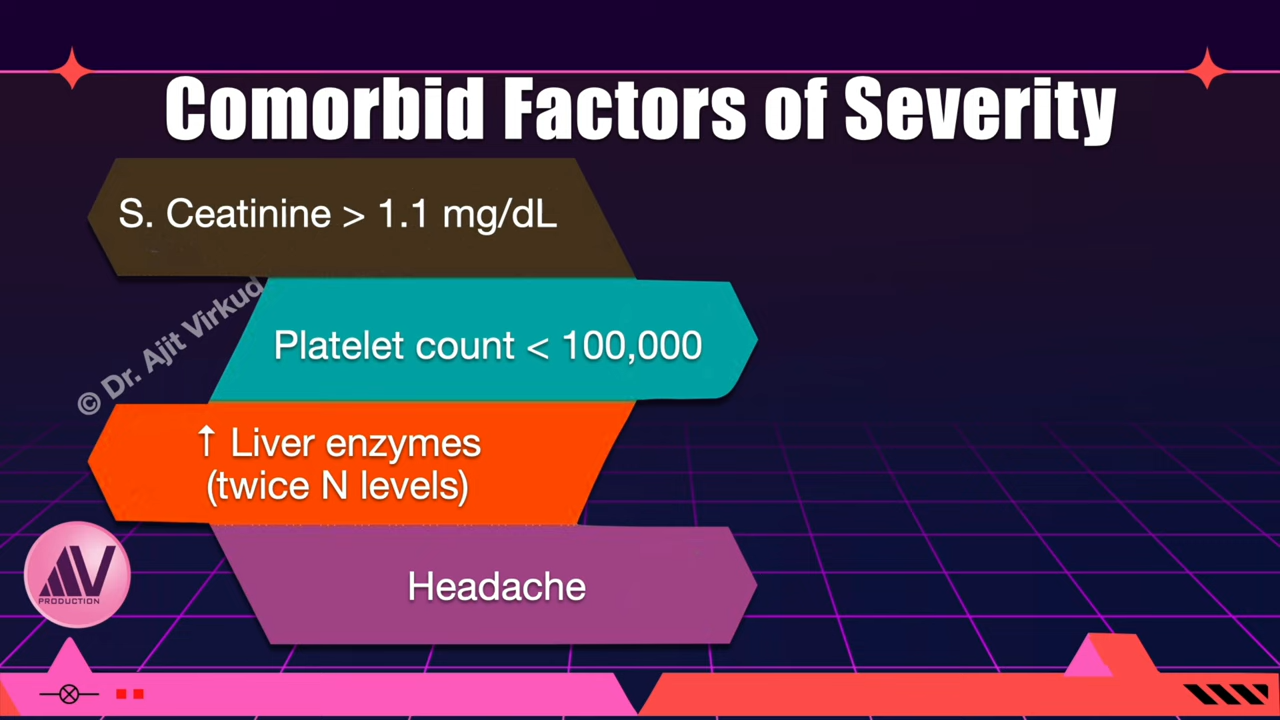 Comorbid Factors of Severity
S. Ceatinine > 1.1 mg/dL
© Dr. Ajit Virkud
Platelet count < 100,000
↑ Liver enzymes
(twice N levels)
Headache
AV
PRODUCTION